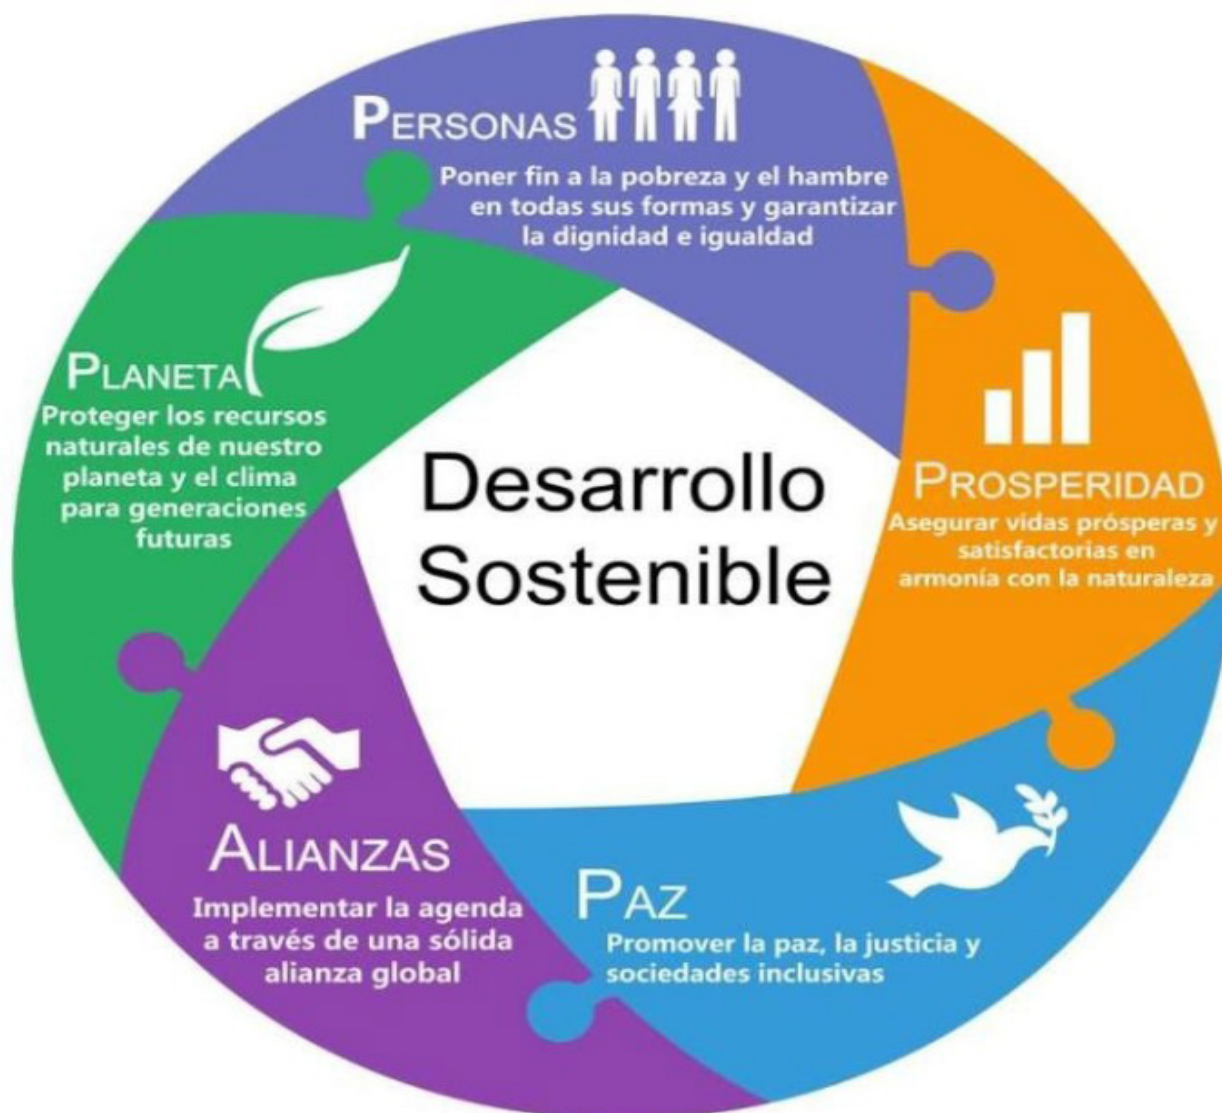 PERSONAS
Poner fin a la pobreza y el hambre
en todas sus formas y garantizar
la dignidad e igualdad
PROSPERIDAD
Asegurar vidas prósperas y
satisfactorias en
armonía con la naturaleza
PAZ
Promover la paz, la justicia y
sociedades inclusivas
ALIANZAS
Implementar la agenda
a través de una sólida
alianza global
PLANETA
Proteger los recursos
naturales de nuestro
planeta y el clima
para generaciones
futuras
Desarrollo
Sostenible